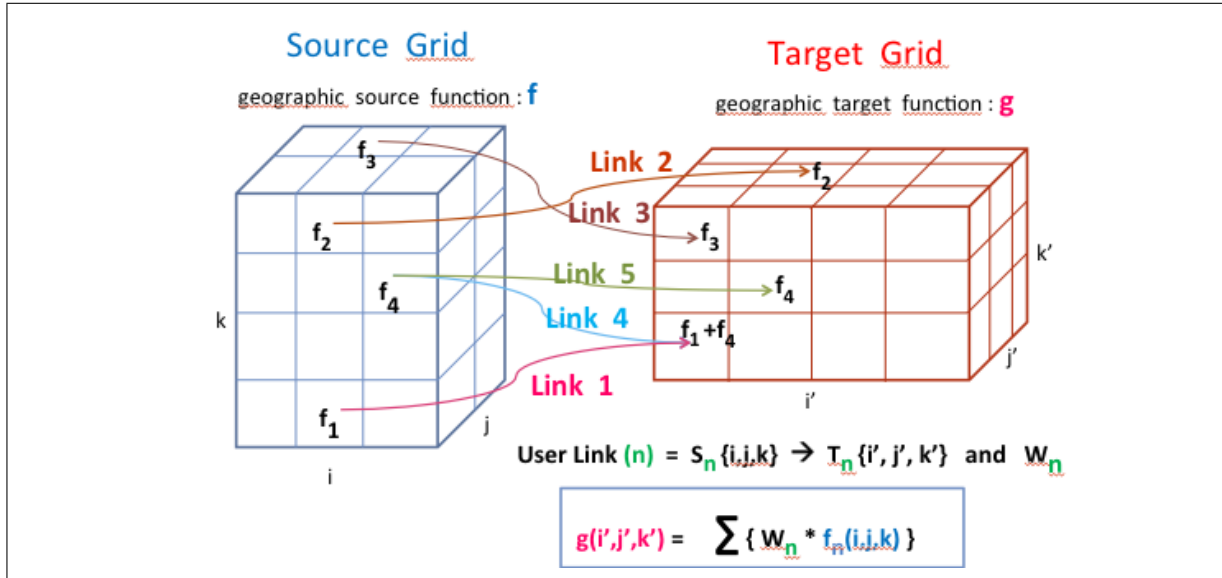 Source Grid
Target Grid
geographic source function : f
geographic target function : g
f3
Link 2
f2
Link 3
f2
f3
k'
Link 5
f4
f4
k
Link 4
f1 +f4
j'
Link 1
i'
f1
j
i
User Link (n) = Sn {i,j,k} → Tn {i', j', k'} and Wn
g(i',j',k') = ∑ { Wn * fn(i,j,k) }